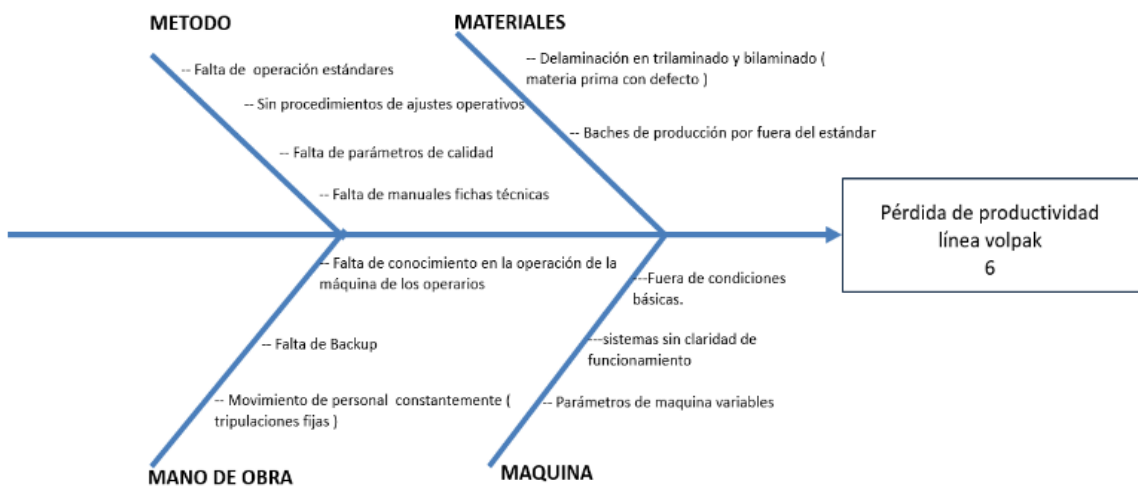 METODO
-- Falta de operación estándares
-- Sin procedimientos de ajustes operativos
-- Falta de parámetros de calidad
-- Falta de manuales fichas técnicas
MATERIALES
-- Delaminación en trilaminado y bilaminado (
materia prima con defecto )
-- Baches de producción por fuera del estándar
Pérdida de productividad
línea volpak
6
-- Falta de conocimiento en la operación de la
máquina de los operarios
-- Falta de Backup
-- Movimiento de personal constantemente (
tripulaciones fijas )
MANO DE OBRA
---Fuera de condiciones
básicas.
---sistemas sin claridad de
funcionamiento
-- Parámetros de maquina variables
MAQUINA